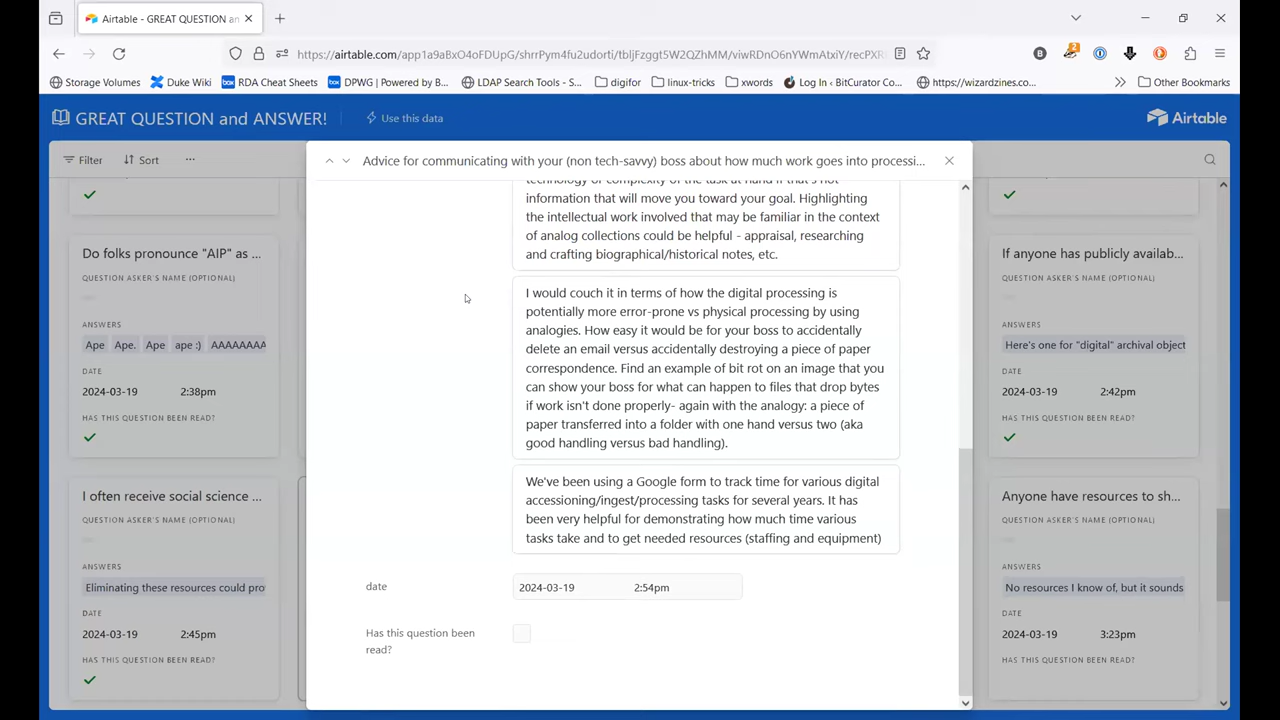 Airtable - GREAT QUESTION an
https://airtable.com/app1a9aBxO4oFDUpG/shrrPym4fu2udorti/tbljFzggt5W2QZhMM/viwRDnO6nYWmAtxiY/recPXR
2
Storage Volumes
Duke Wiki
RDA Cheat Sheets
DPWG | Powered by B...
LDAP Search Tools - S...
digifor
linux-tricks
xwords
Log In ‹ BitCurator Co...
https://wizardzines.co...
Other Bookmarks
GREAT QUESTION and ANSWER!
Use this data
Airtable
Filter
Sort
...
Advice for communicating with your (non tech-savvy) boss about how much work goes into processi...
technology or complexity of the task at hand if that's not
information that will move you toward your goal. Highlighting
the intellectual work involved that may be familiar in the context
of analog collections could be helpful - appraisal, researching
and crafting biographical/historical notes, etc.
I would couch it in terms of how the digital processing is
potentially more error-prone vs physical processing by using
analogies. How easy it would be for your boss to accidentally
delete an email versus accidentally destroying a piece of paper
correspondence. Find an example of bit rot on an image that you
can show your boss for what can happen to files that drop bytes
if work isn't done properly- again with the analogy: a piece of
paper transferred into a folder with one hand versus two (aka
good handling versus bad handling).
We've been using a Google form to track time for various digital
accessioning/ingest/processing tasks for several years. It has
been very helpful for demonstrating how much time various
tasks take and to get needed resources (staffing and equipment)
date
2024-03-19 2:54pm
Has this question been
read?
Do folks pronounce "AIP" as ...
QUESTION ASKER'S NAME (OPTIONAL)
ANSWERS
Ape Ape. Ape ape :) AAAAAAAA
DATE
2024-03-19 2:38pm
HAS THIS QUESTION BEEN READ?
I often receive social science ...
QUESTION ASKER'S NAME (OPTIONAL)
ANSWERS
Eliminating these resources could pro
DATE
2024-03-19 2:45pm
HAS THIS QUESTION BEEN READ?
If anyone has publicly availab...
QUESTION ASKER'S NAME (OPTIONAL)
ANSWERS
Here's one for "digital" archival object
DATE
2024-03-19 2:42pm
HAS THIS QUESTION BEEN READ?
Anyone have resources to sh...
QUESTION ASKER'S NAME (OPTIONAL)
ANSWERS
No resources I know of, but it sounds
DATE
2024-03-19 3:23pm
HAS THIS QUESTION BEEN READ?